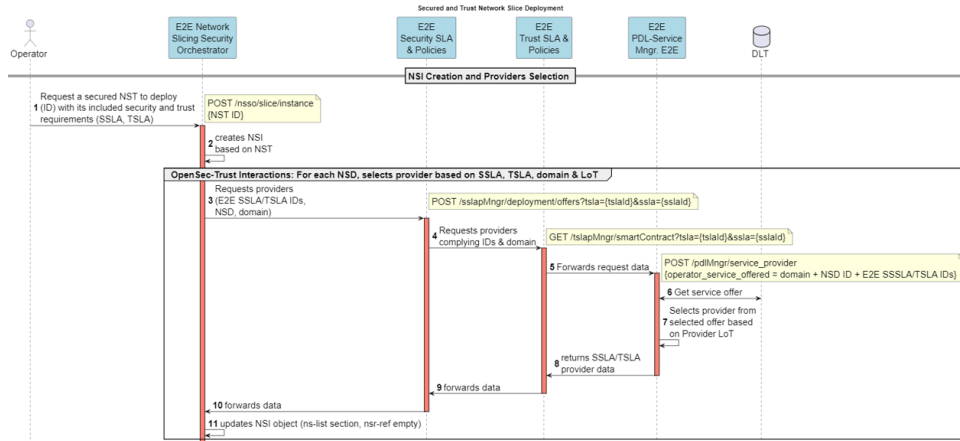 Secured and Trust Network Slice Deployment
Operator
E2E Network
Slicing Security
Orchestrator
E2E
Security SLA
& Policies
E2E
Trust SLA &
Policies
E2E
PDL-Service
Mngr. E2E
DLT
NSI Creation and Providers Selection
Request a secured NST to deploy
1 (ID) with its included security and trust
requirements (SSLA, TSLA)
POST /nsso/slice/instance
{NST ID}
2 creates NSI
based on NST
OpenSec-Trust Interactions: For each NSD, selects provider based on SSLA, TSLA, domain & LoT
Requests providers
3 (E2E SSLA/TSLA IDs,
NSD, domain)
POST /sslapMngr/deployment/offers?tsla={tslaId}&ssla={sslaId}
4 Requests providers
complying IDs & domain
GET /tslapMngr/smartContract?tsla={tslaId}&ssla={sslaId}
5 Forwards request data
POST /pdlMngr/service_provider
{operator_service_offered = domain + NSD ID + E2E SSSLA/TSLA IDs}
6 Get service offer
Selects provider from
7 selected offer based
on Provider LoT
8 returns SSLA/TSLA
provider data
9 forwards data
10 forwards data
11 updates NSI object (ns-list section, nsr-ref empty)